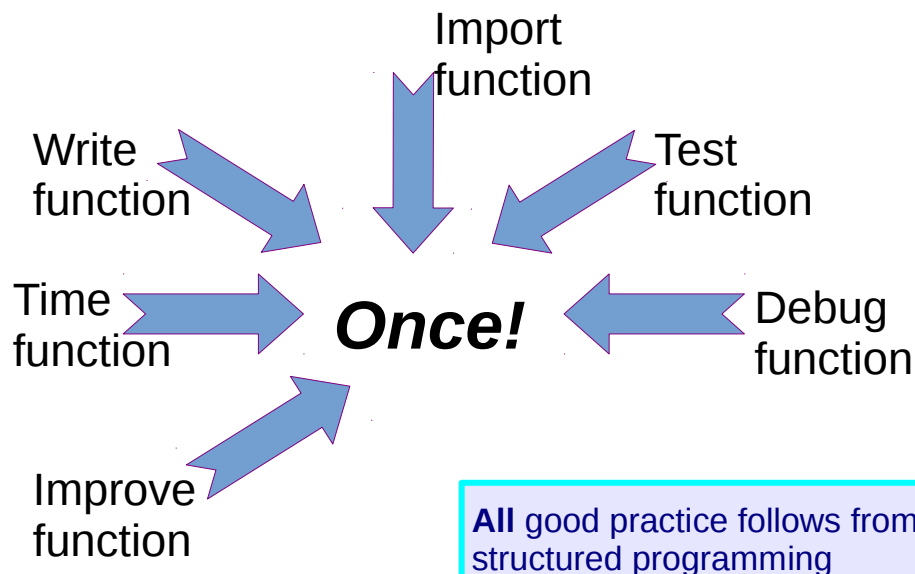 Import
function
Write
function
Test
function
Time
function
Once!
Debug
function
Improve
function
All good practice follows from
structured programming